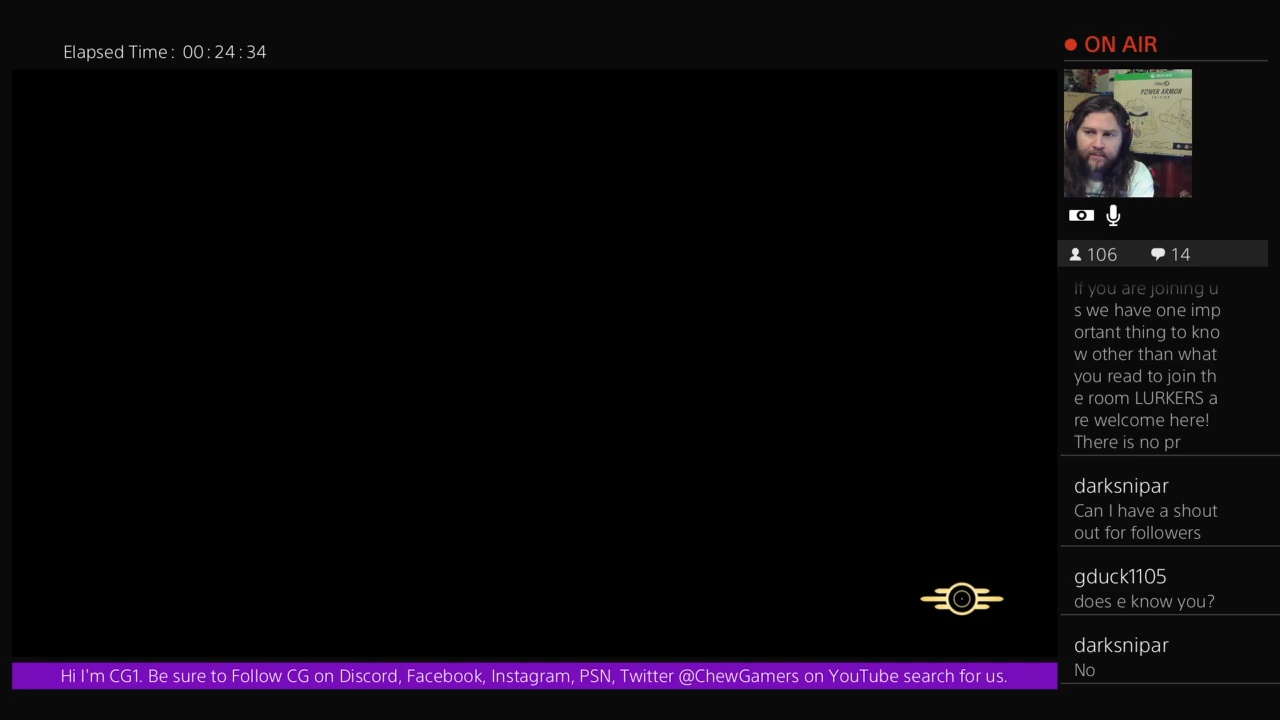 Elapsed Time: 00:24:34
ON AIR
POWER ARMOR
EDITION
106 14
If you are joining u
s we have one imp
ortant thing to kno
w other than what
you read to join th
e room LURKERS a
re welcome here!
There is no pr
darksnipar
Can I have a shout
out for followers
gduck1105
does e know you?
darksnipar
No
Hi I'm CG1. Be sure to Follow CG on Discord, Facebook, Instagram, PSN, Twitter @ChewGamers on YouTube search for us.